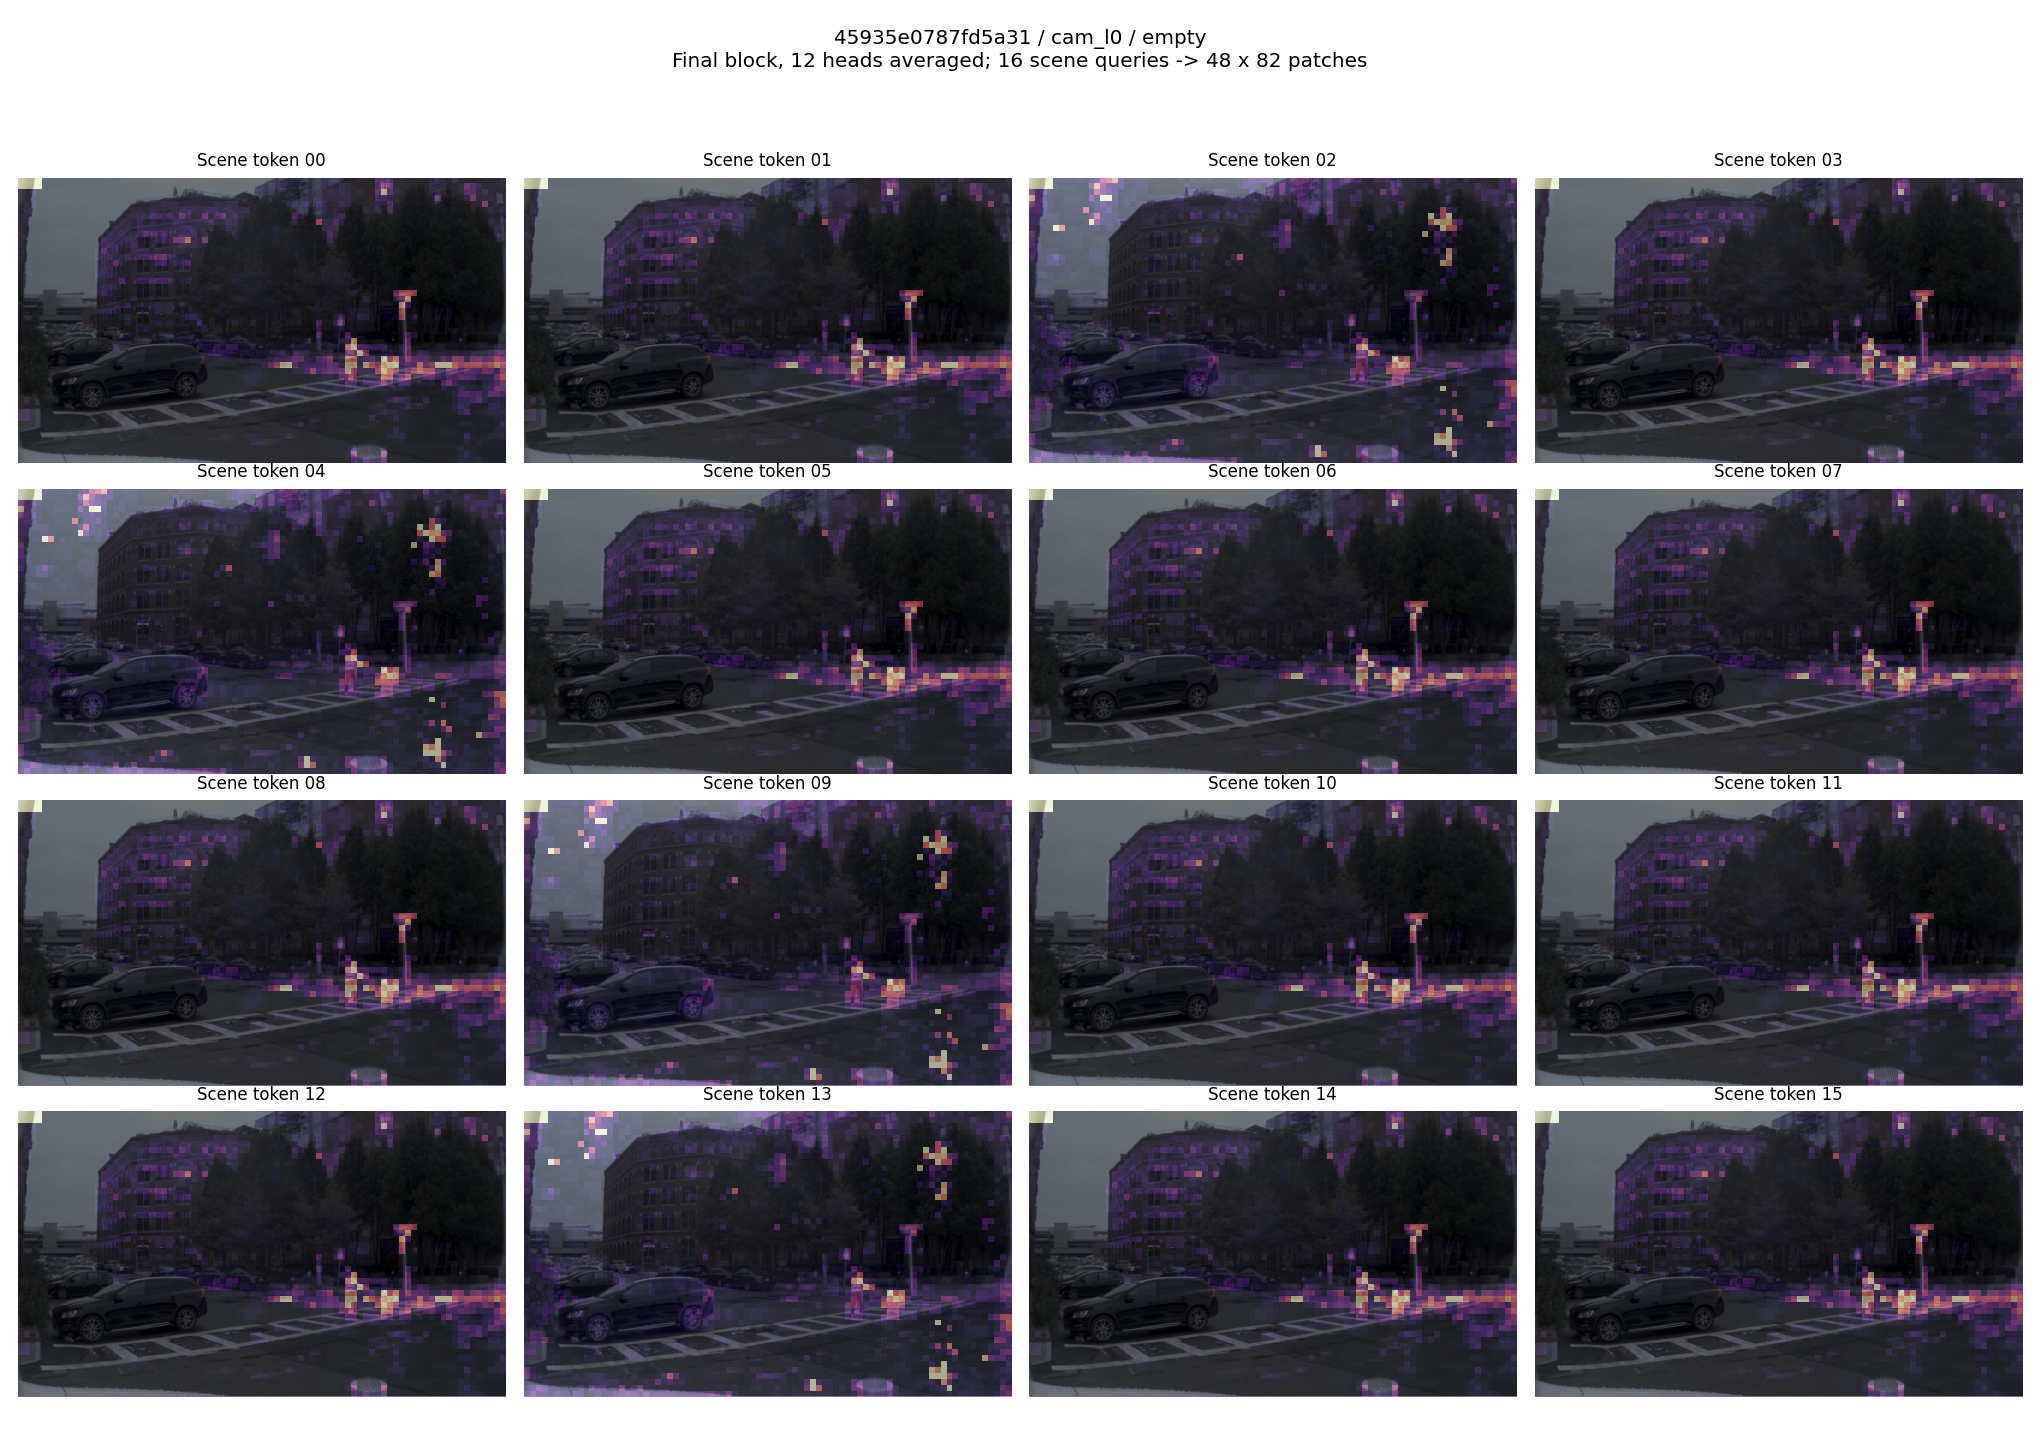 45935e0787fd5a31 / cam_l0 / empty
Final block, 12 heads averaged; 16 scene queries -> 48 x 82 patches
Scene token 00
Scene token 01
Scene token 02
Scene token 03
Scene token 04
Scene token 05
Scene token 06
Scene token 07
Scene token 08
Scene token 09
Scene token 10
Scene token 11
Scene token 12
Scene token 13
Scene token 14
Scene token 15